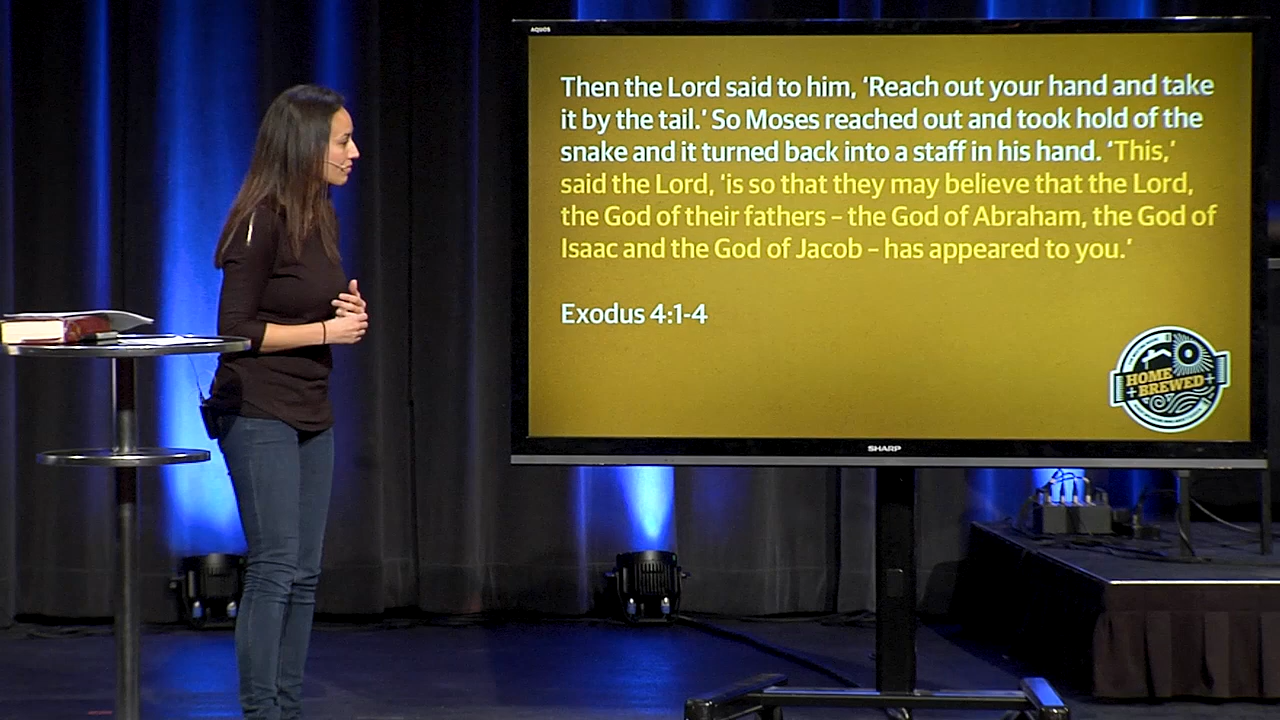 AQUOS
Then the Lord said to him, ‘Reach out your hand and take
it by the tail.’ So Moses reached out and took hold of the
snake and it turned back into a staff in his hand. ‘This,’
said the Lord, ‘is so that they may believe that the Lord,
the God of their fathers – the God of Abraham, the God of
Isaac and the God of Jacob – has appeared to you.’
Exodus 4:1-4
HOME
BREWED
SHARP